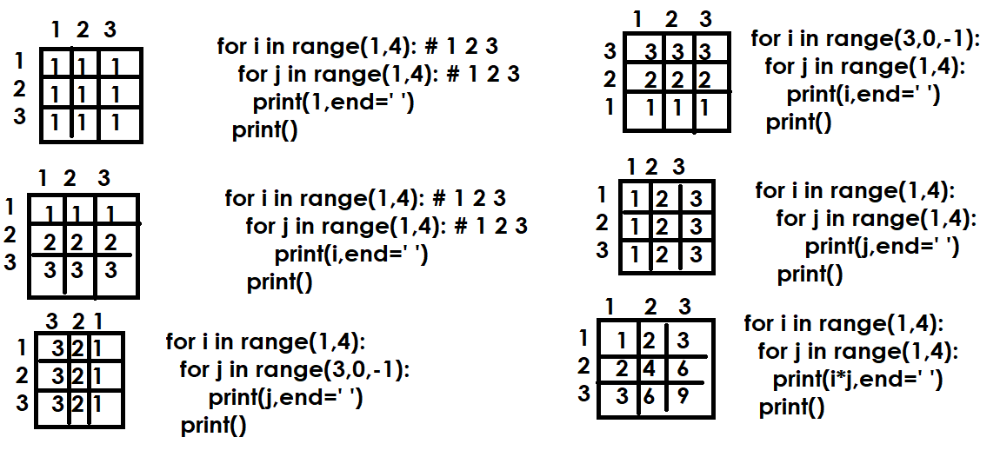 1 2 3
1 1 1 1
2 1 1 1
3 1 1 1
for i in range(1,4): # 1 2 3
for j in range(1,4): # 1 2 3
print(1,end=' ')
print()
1 2 3
3 3 3 3
2 2 2 2
1 1 1 1
for i in range(3,0,-1):
for j in range(1,4):
print(i,end=' ')
print()
1 2 3
1 1 1 1
2 2 2 2
3 3 3 3
for i in range(1,4): # 1 2 3
for j in range(1,4): # 1 2 3
print(i,end=' ')
print()
1 2 3
1 1 2 3
2 1 2 3
3 1 2 3
for i in range(1,4):
for j in range(1,4):
print(j,end=' ')
print()
3 2 1
1 3 2 1
2 3 2 1
3 3 2 1
for i in range(1,4):
for j in range(3,0,-1):
print(j,end=' ')
print()
1 2 3
1 1 2 3
2 2 4 6
3 3 6 9
for i in range(1,4):
for j in range(1,4):
print(i*j,end=' ')
print()